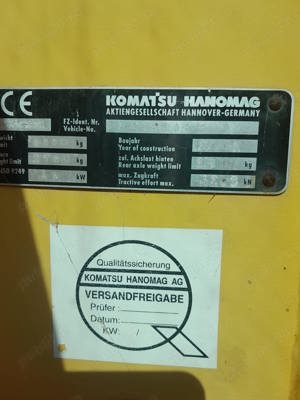 CE
KOMATSU HANOMAG
AKTIENGESELLSCHAFT HANNOVER-GERMANY
FZ-Ident. Nr.
Vehicle-No.
kg
Baujahr
Year of construction
kg
zul. Achslast hinten
Rear axle weight limit
kg
ISO 9249
kW
max. Zugkraft
Tractive effort max.
kN
Qualitätssicherung
KOMATSU HANOMAG AG
VERSANDFREIGABE
Prüfer:
Datum:
KW: /